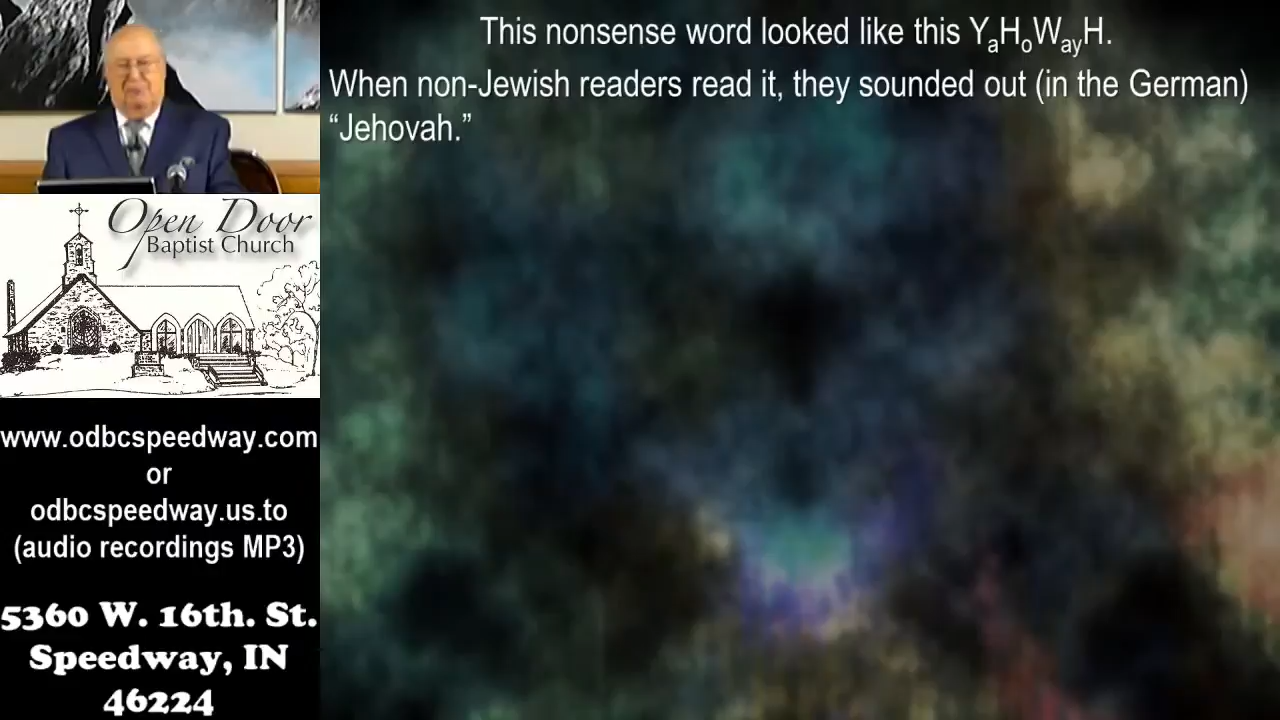 This nonsense word looked like this YaHoWayH.
When non-Jewish readers read it, they sounded out (in the German)
“Jehovah.”
Open Door
Baptist Church
www.odbcspeedway.com
or
odbcspeedway.us.to
(audio recordings MP3)
5360 W. 16th. St.
Speedway, IN
46224